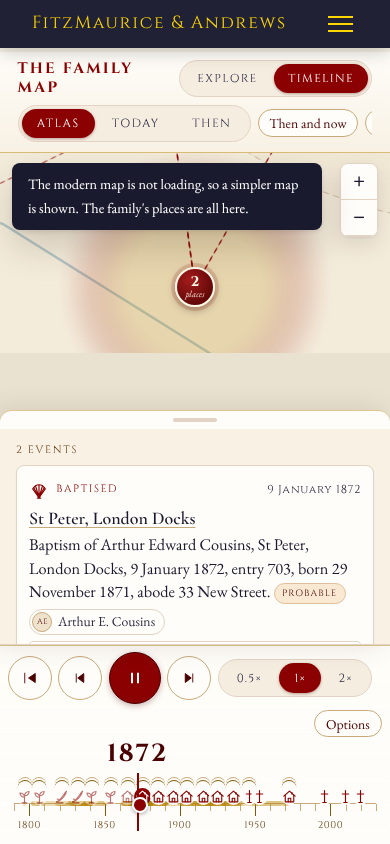 FitzMaurice & Andrews
THE FAMILY MAP
EXPLORE
TIMELINE
ATLAS
TODAY
THEN
Then and now
The modern map is not loading, so a simpler map
is shown. The family's places are all here.
+
−
2
places
2 EVENTS
BAPTISED
9 January 1872
St Peter, London Docks
Baptism of Arthur Edward Cousins, St Peter,
London Docks, 9 January 1872, entry 703, born 29
November 1871, abode 33 New Street. PROBABLE
AE Arthur E. Cousins
0.5×
1×
2×
Options
1872
1800 1850 1900 1950 2000